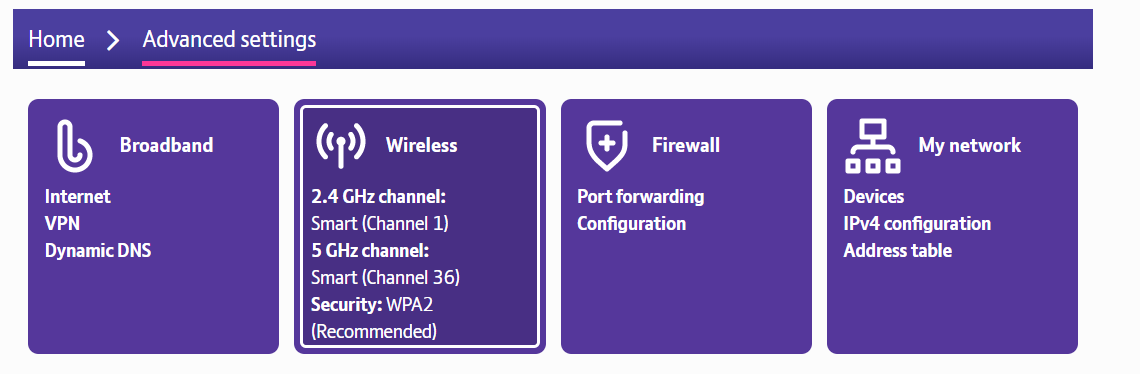 Home > Advanced settings
Broadband
Internet
VPN
Dynamic DNS
Wireless
2.4 GHz channel:
Smart (Channel 1)
5 GHz channel:
Smart (Channel 36)
Security: WPA2
(Recommended)
Firewall
Port forwarding
Configuration
My network
Devices
IPv4 configuration
Address table